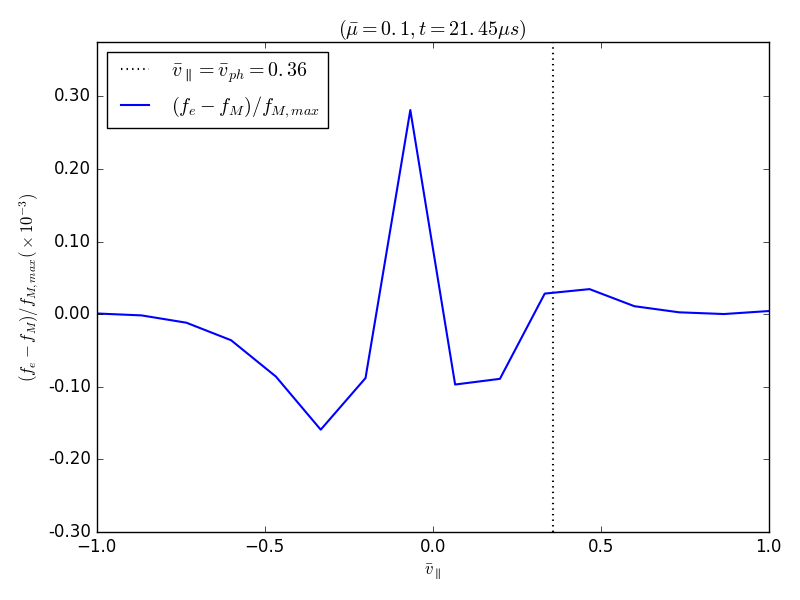 (μ̄ = 0.1, t = 21.45μs)
v̄∥ = v̄ph = 0.36
(fe − fM)/fM,max
(fe − fM)/fM,max(×10−3)
0.30
0.20
0.10
0.00
-0.10
-0.20
-0.30
−1.0 −0.5 0.0 0.5 1.0
v̄∥